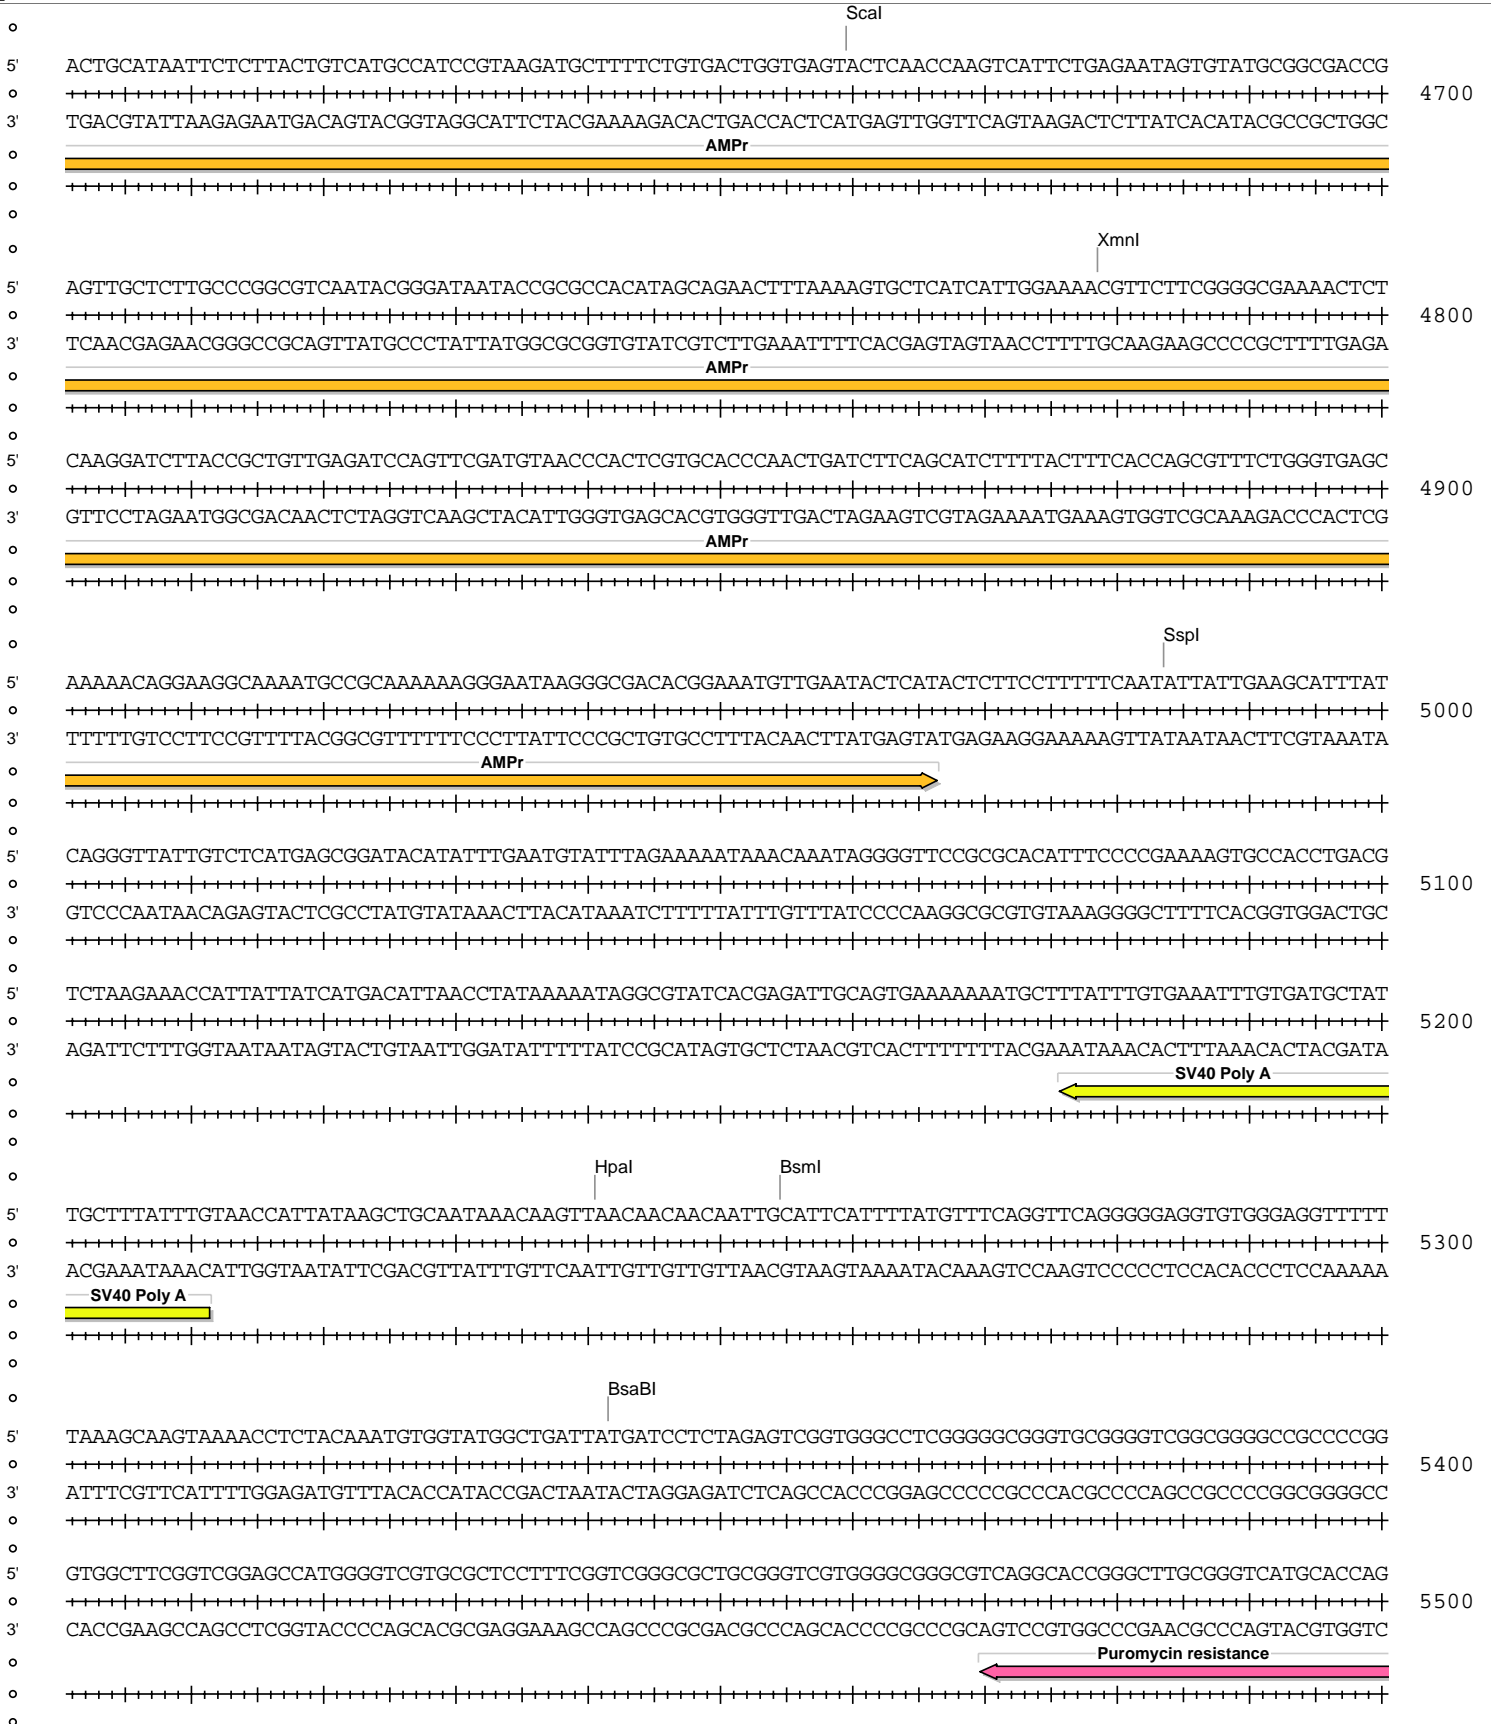 ScaI
5' ACTGCATAATTCTCTTACTGTCATGCCATCCGTAAGATGCTTTTCTGTGACTGGTGAGTACTCAACCAAGTCATTCTGAGAATAGTGTATGCGGCGACCG
4700
3' TGACGTATTAAGAGAATGACAGTACGGTAGGCATTCTACGAAAAGACACTGACCACTCATGAGTTGGTTCAGTAAGACTCTTATCACATACGCCGCTGGC
AMPr
XmnI
5' AGTTGCTCTTGCCCGGCGTCAATACGGGATAATACCGCGCCACATAGCAGAACTTTAAAAGTGCTCATCATTGGAAAACGTTCTTCGGGGCGAAAACTCT
4800
3' TCAACGAGAACGGGCCGCAGTTATGCCCTATTATGGCGCGGTGTATCGTCTTGAAATTTTCACGAGTAGTAACCTTTTGCAAGAAGCCCCGCTTTTGAGA
AMPr
5' CAAGGATCTTACCGCTGTTGAGATCCAGTTCGATGTAACCCACTCGTGCACCCAACTGATCTTCAGCATCTTTTACTTTCACCAGCGTTTCTGGGTGAGC
4900
3' GTTCCTAGAATGGCGACAACTCTAGGTCAAGCTACATTGGGTGAGCACGTGGGTTGACTAGAAGTCGTAGAAAATGAAAGTGGTCGCAAAGACCCACTCG
AMPr
SspI
5' AAAAACAGGAAGGCAAAATGCCGCAAAAAAGGGAATAAGGGCGACACGGAAATGTTGAATACTCATACTCTTCCTTTTTCAATATTATTGAAGCATTTAT
5000
3' TTTTTGTCCTTCCGTTTTACGGCGTTTTTTCCCTTATTCCCGCTGTGCCTTTACAACTTATGAGTATGAGAAGGAAAAAGTTATAATAACTTCGTAAATA
AMPr
5' CAGGGTTATTGTCTCATGAGCGGATACATATTTGAATGTATTTAGAAAAATAAACAAATAGGGGTTCCGCGCACATTTCCCCGAAAAGTGCCACCTGACG
5100
3' GTCCCAATAACAGAGTACTCGCCTATGTATAAACTTACATAAATCTTTTTATTTGTTTATCCCCAAGGCGCGTGTAAAGGGGCTTTTCACGGTGGACTGC
5' TCTAAGAAACCATTATTATCATGACATTAACCTATAAAAATAGGCGTATCACGAGATTGCAGTGAAAAAAATGCTTTATTTGTGAAATTTGTGATGCTAT
5200
3' AGATTCTTTGGTAATAATAGTACTGTAATTGGATATTTTTATCCGCATAGTGCTCTAACGTCACTTTTTTTACGAAATAAACACTTTAAACACTACGATA
SV40 Poly A
HpaI BsmI
5' TGCTTTATTTGTAACCATTATAAGCTGCAATAAACAAGTTAACAACAACAATTGCATTCATTTTATGTTTCAGGTTCAGGGGGAGGTGTGGGAGGTTTTT
5300
3' ACGAAATAAACATTGGTAATATTCGACGTTATTTGTTCAATTGTTGTTGTTAACGTAAGTAAAATACAAAGTCCAAGTCCCCCTCCACACCCTCCAAAAA
SV40 Poly A
BsaBI
5' TAAAGCAAGTAAAACCTCTACAAATGTGGTATGGCTGATTATGATCCTCTAGAGTCGGTGGGCCTCGGGGGCGGGTGCGGGGTCGGCGGGGCCGCCCCGG
5400
3' ATTTCGTTCATTTTGGAGATGTTTACACCATACCGACTAATACTAGGAGATCTCAGCCACCCGGAGCCCCCGCCCACGCCCCAGCCGCCCCGGCGGGGCC
5' GTGGCTTCGGTCGGAGCCATGGGGTCGTGCGCTCCTTTCGGTCGGGCGCTGCGGGTCGTGGGGCGGGCGTCAGGCACCGGGCTTGCGGGTCATGCACCAG
5500
3' CACCGAAGCCAGCCTCGGTACCCCAGCACGCGAGGAAAGCCAGCCCGCGACGCCCAGCACCCCGCCCGCAGTCCGTGGCCCGAACGCCCAGTACGTGGTC
Puromycin resistance